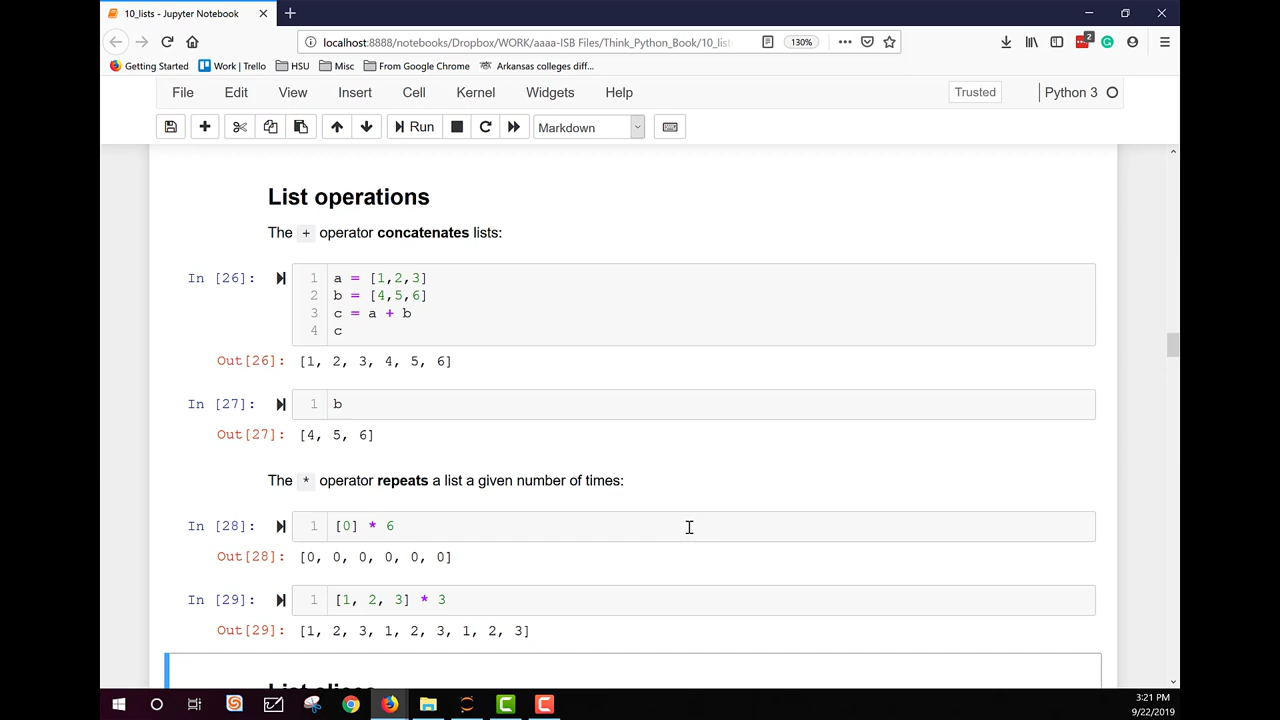 10_lists - Jupyter Notebook
localhost:8888/notebooks/Dropbox/WORK/aaaa-ISB Files/Think_Python_Book/10_list
130%
2
Getting Started
Work | Trello
HSU
Misc
From Google Chrome
Arkansas colleges diff...
File Edit View Insert Cell Kernel Widgets Help
Trusted
Python 3
Run
Markdown
List operations
The + operator concatenates lists:
In [26]:
1 a = [1,2,3]
2 b = [4,5,6]
3 c = a + b
4 c
Out[26]: [1, 2, 3, 4, 5, 6]
In [27]: 1 b
Out[27]: [4, 5, 6]
The * operator repeats a list a given number of times:
In [28]: 1 [0] * 6
Out[28]: [0, 0, 0, 0, 0, 0]
In [29]: 1 [1, 2, 3] * 3
Out[29]: [1, 2, 3, 1, 2, 3, 1, 2, 3]
List slices
3:21 PM
9/22/2019